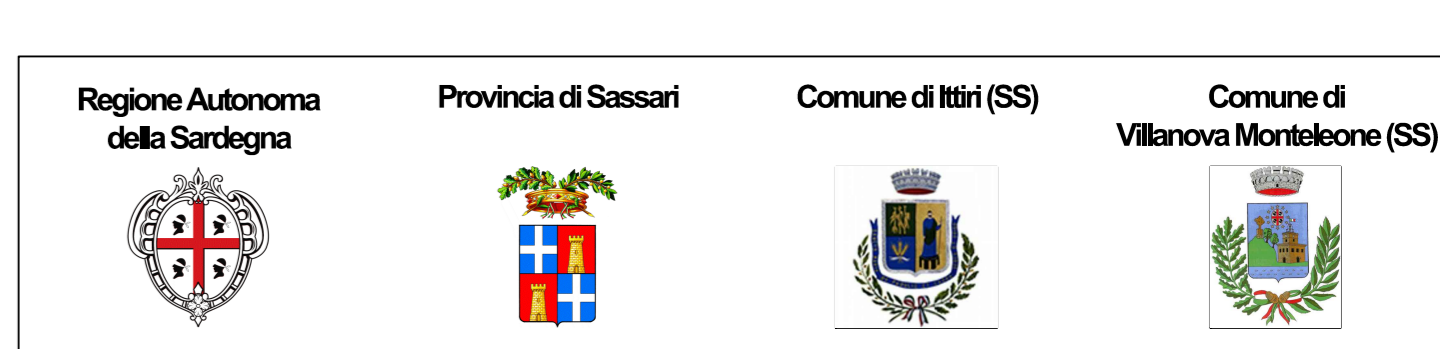 Regione Autonoma
della Sardegna
Provincia di Sassari
Comune di Ittiri (SS)
Comune di
Villanova Monteleone (SS)